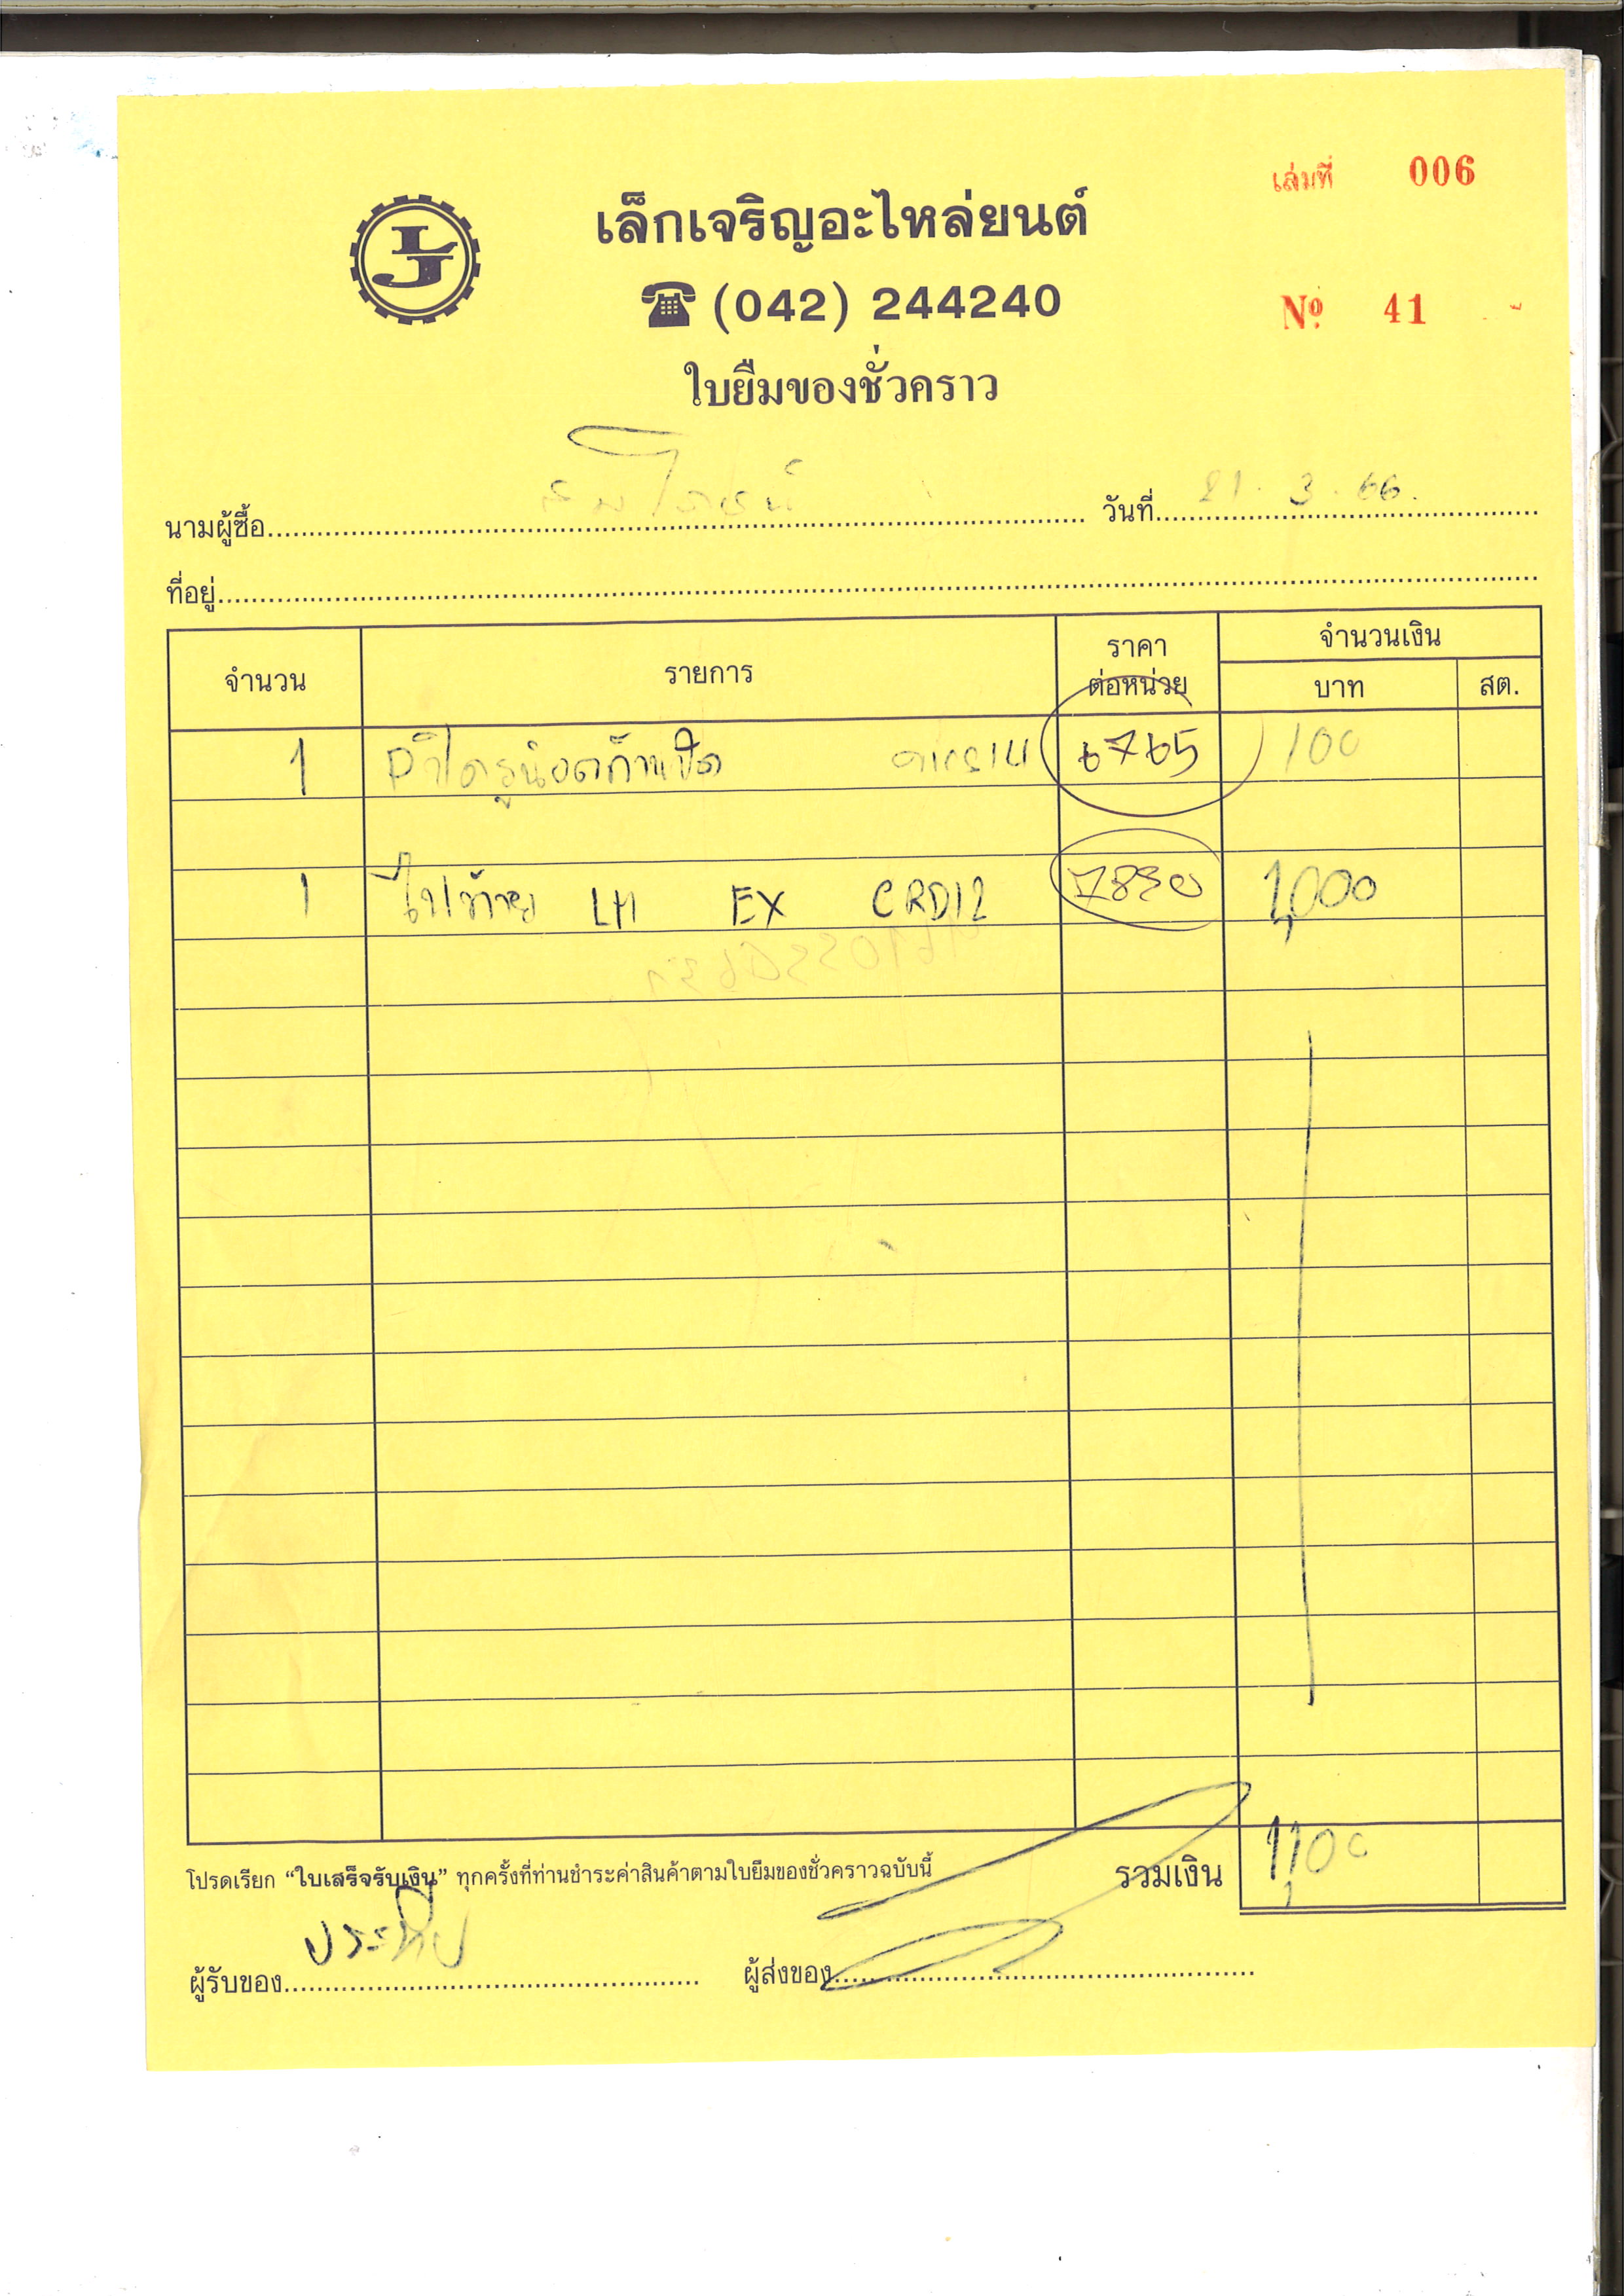 เล่มที่ 006
LJ
เล็กเจริญอะไหล่ยนต์
(042) 244240
Nº 41
ใบยืมของชั่วคราว
นามผู้ซื้อ วันที่ 21.3.66.
ที่อยู่
จำนวน รายการ ราคาต่อหน่วย จำนวนเงิน
บาท สต.
1 6765 100
1 ไฟท้าย LH EX CRD12 1,000
โปรดเรียก “ใบเสร็จรับเงิน” ทุกครั้งที่ท่านชำระค่าสินค้าตามใบยืมของชั่วคราวฉบับนี้ รวมเงิน 1,100
ผู้รับของ ประทีป ผู้ส่งของ